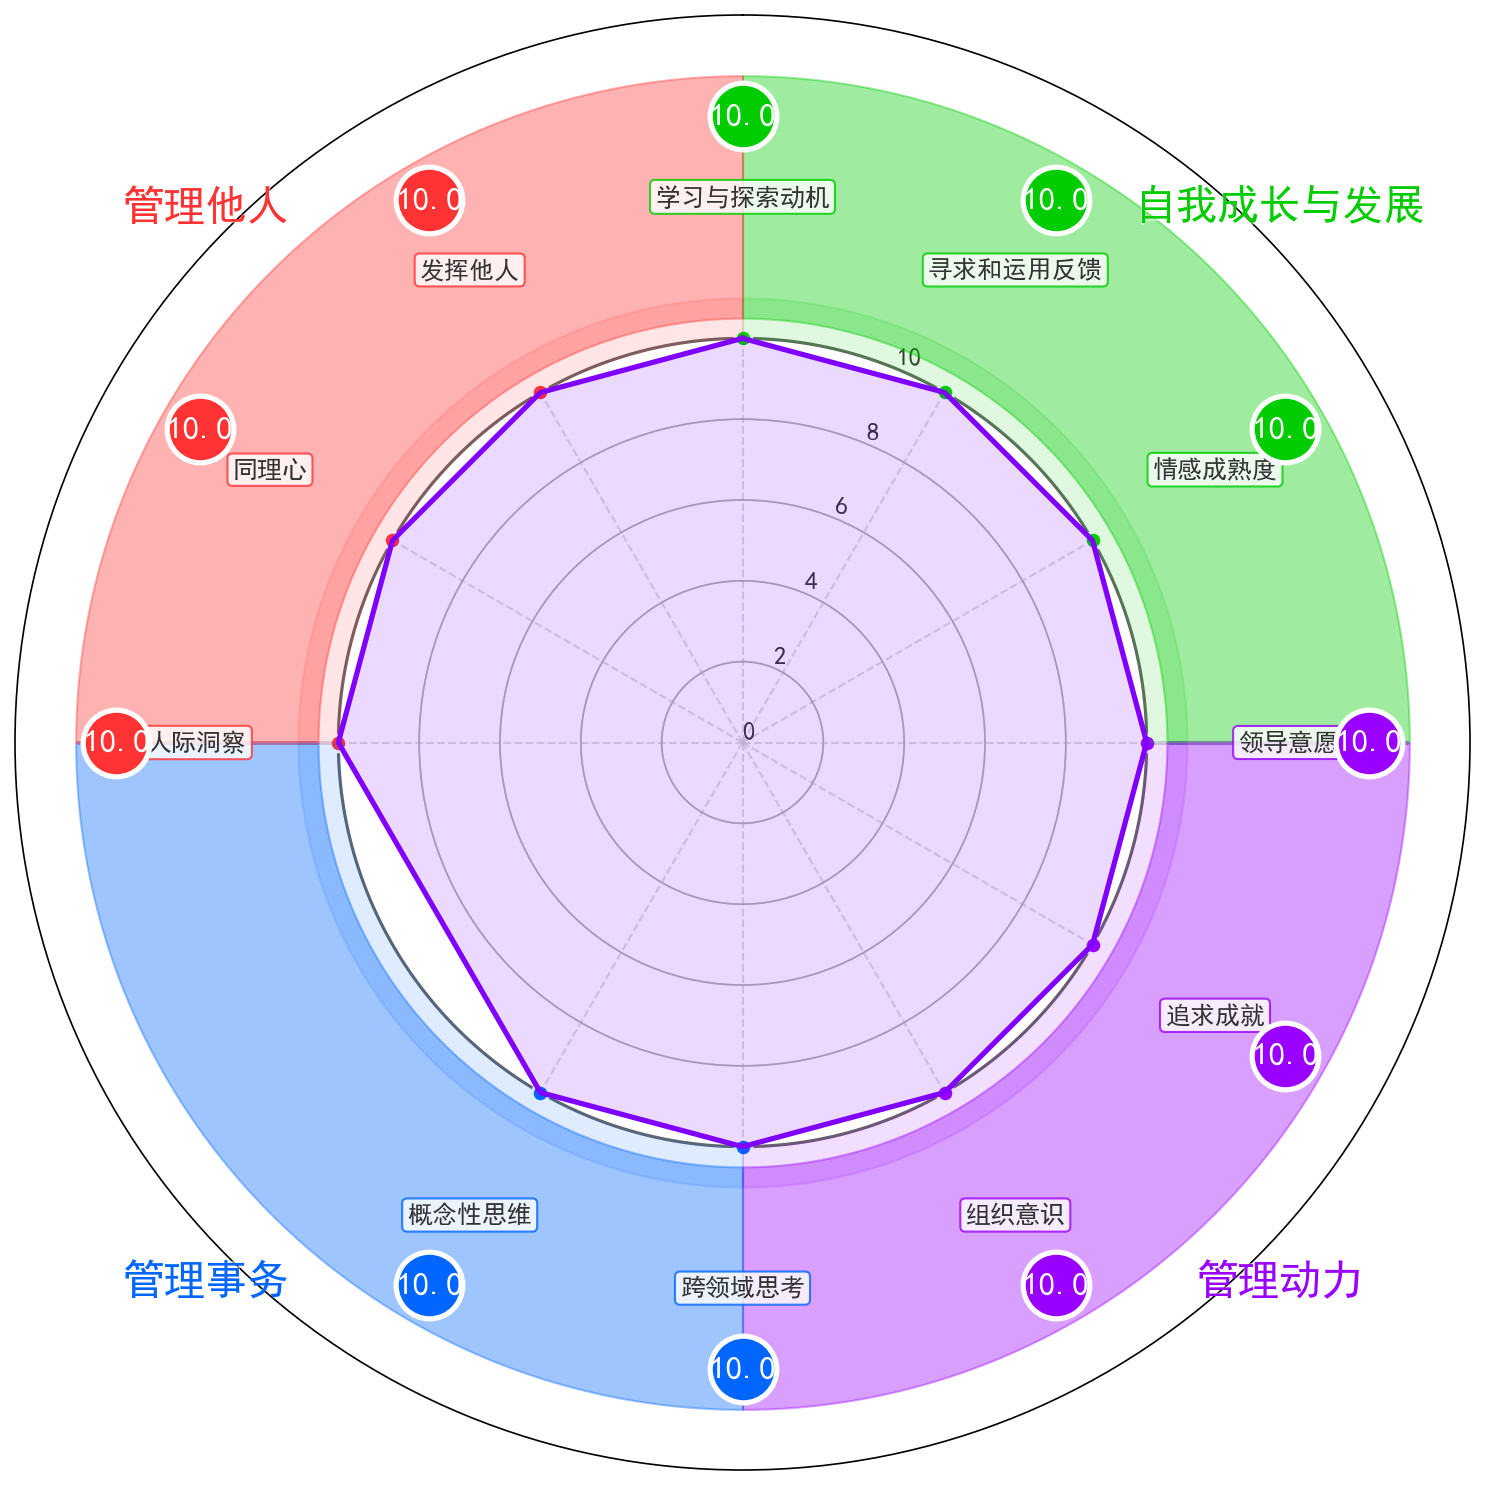 10.0
学习与探索动机
管理他人
10.0
发挥他人
10.0
寻求和运用反馈
自我成长与发展
10.0
同理心
10.0
情感成熟度
10
8
6
4
2
0
10.0
人际洞察
领导意愿
10.0
追求成就
10.0
概念性思维
组织意识
管理事务
10.0
跨领域思考
10.0
管理动力
10.0